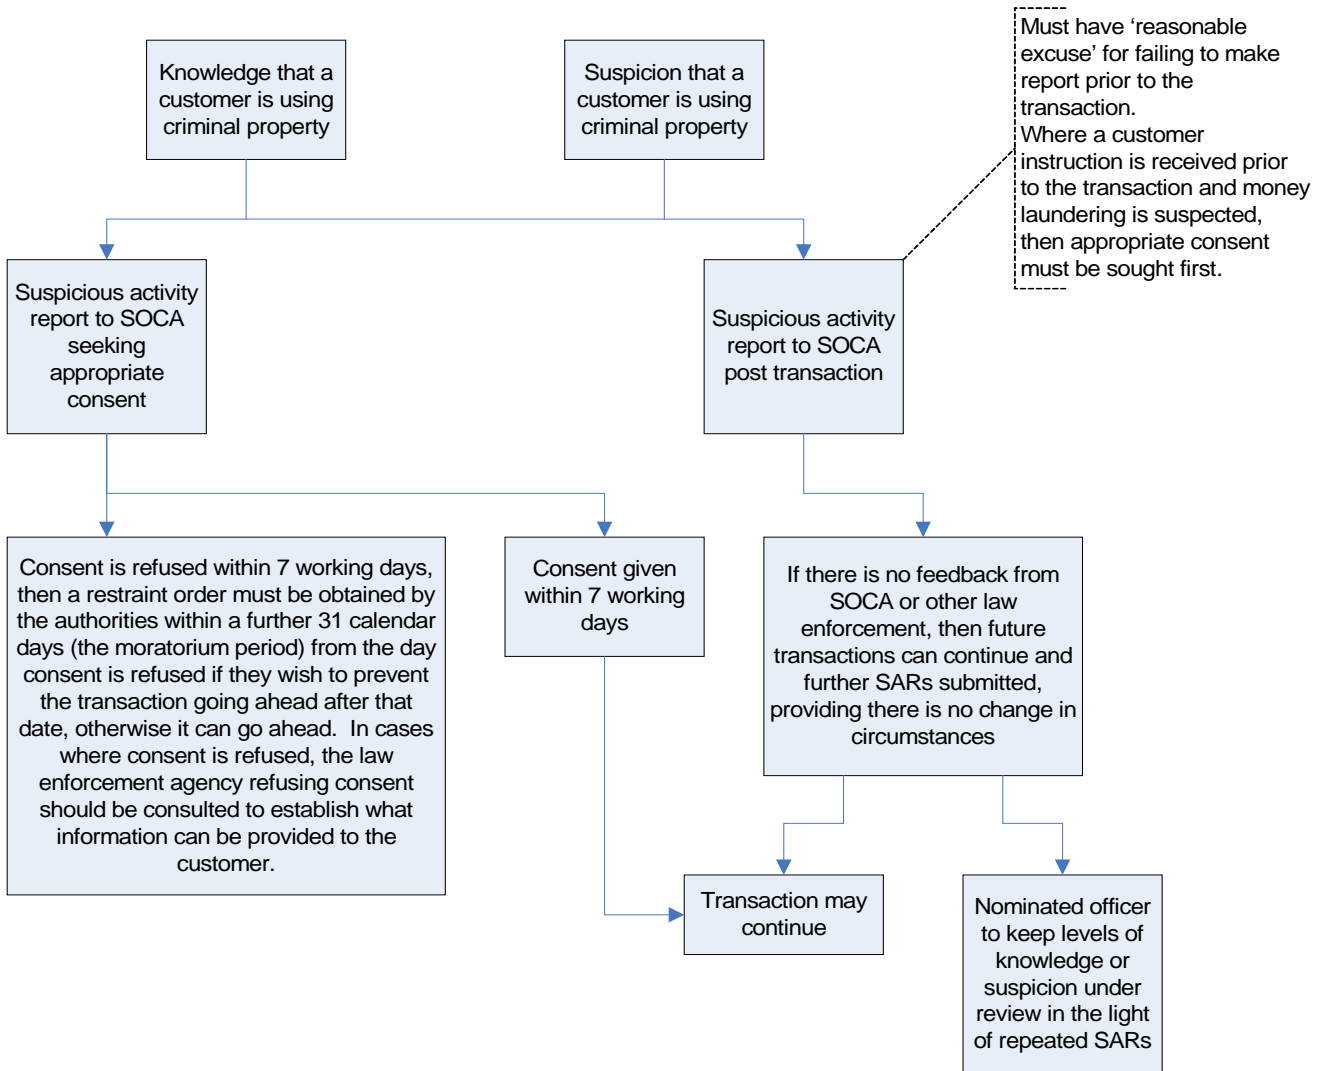 Knowledge that a
customer is using
criminal property
Suspicion that a
customer is using
criminal property
Must have ‘reasonable
excuse’ for failing to make
report prior to the
transaction.
Where a customer
instruction is received prior
to the transaction and money
laundering is suspected,
then appropriate consent
must be sought first.
Suspicious activity
report to SOCA
seeking
appropriate
consent
Suspicious activity
report to SOCA
post transaction
Consent is refused within 7 working days,
then a restraint order must be obtained by
the authorities within a further 31 calendar
days (the moratorium period) from the day
consent is refused if they wish to prevent
the transaction going ahead after that
date, otherwise it can go ahead.  In cases
where consent is refused, the law
enforcement agency refusing consent
should be consulted to establish what
information can be provided to the
customer.
Consent given
within 7 working
days
If there is no feedback from
SOCA or other law
enforcement, then future
transactions can continue and
further SARs submitted,
providing there is no change in
circumstances
Transaction may
continue
Nominated officer
to keep levels of
knowledge or
suspicion under
review in the light
of repeated SARs